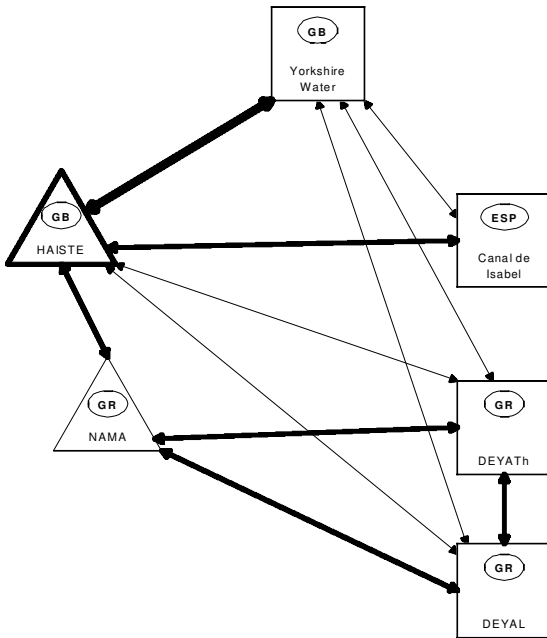 GB
Yorkshire
Water
GB
HAISTE
ESP
Canal de
Isabel
GR
NAMA
GR
DEYATh
GR
DEYAL